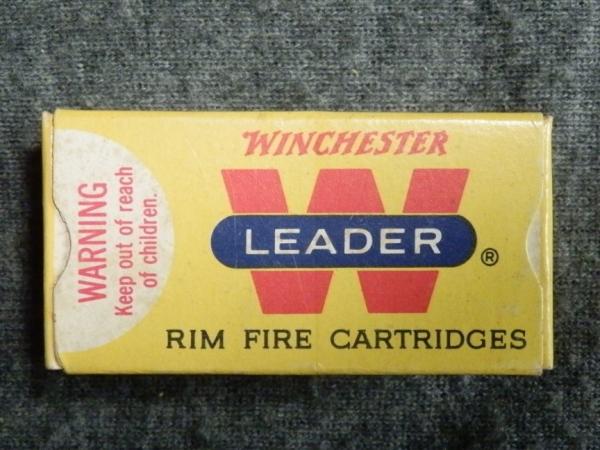 WINCHESTER
W
LEADER
®
RIM FIRE CARTRIDGES
WARNING
Keep out of reach
of children.